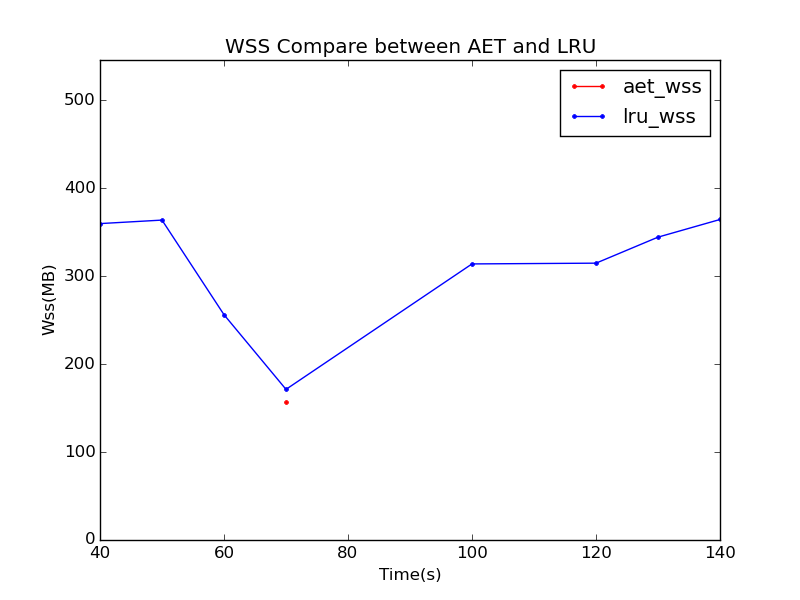 WSS Compare between AET and LRU
aet_wss
lru_wss
500
400
300
200
100
0
Wss(MB)
40 60 80 100 120 140
Time(s)